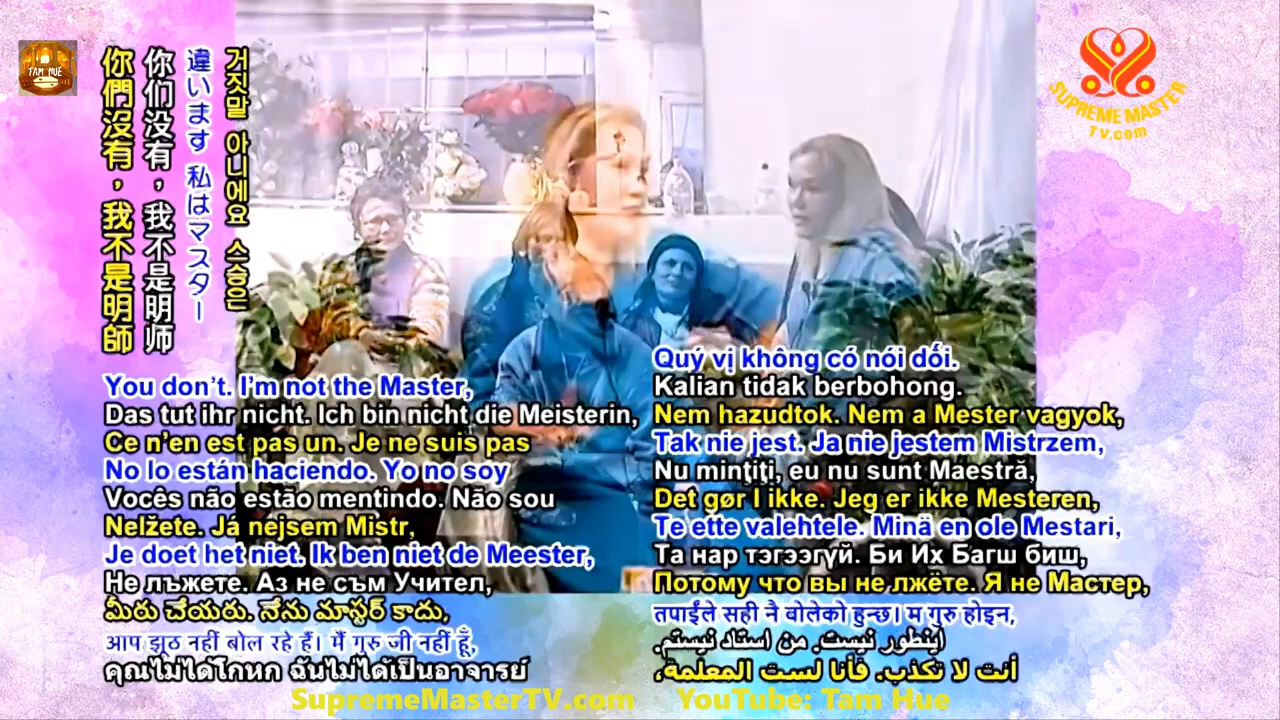 TAM HUE
SUPREME MASTER
TV.com
你們沒有，我不是明師
你们没有，我不是明师
違います 私はマスター
거짓말 아니에요 스승은
You don't. I'm not the Master,
Das tut ihr nicht. Ich bin nicht die Meisterin,
Ce n'en est pas un. Je ne suis pas
No lo están haciendo. Yo no soy
Vocês não estão mentindo. Não sou
Nelžete. Já nejsem Mistr,
Je doet het niet. Ik ben niet de Meester,
Не лъжете. Аз не съм Учител,
మీరు చేయరు. నేను మాస్టర్ కాదు,
आप झूठ नहीं बोल रहे हैं। मैं गुरु जी नहीं हूँ,
คุณไม่ได้โกหก ฉันไม่ได้เป็นอาจารย์
Quý vị không có nói dối.
Kalian tidak berbohong.
Nem hazudtok. Nem a Mester vagyok,
Tak nie jest. Ja nie jestem Mistrzem,
Nu minţiţi, eu nu sunt Maestră,
Det gør I ikke. Jeg er ikke Mesteren,
Te ette valehtele. Minä en ole Mestari,
Та нар тэгээгүй. Би Их Багш биш,
Потому что вы не лжёте. Я не Мастер,
तपाईंले सही नै बोलेको हुन्छ। म गुरु होइन,
اینطور نیست. من استاد نیستم.
أنت لا تكذب. فأنا لست المعلمة،
SupremeMasterTV.com YouTube: Tam Hue